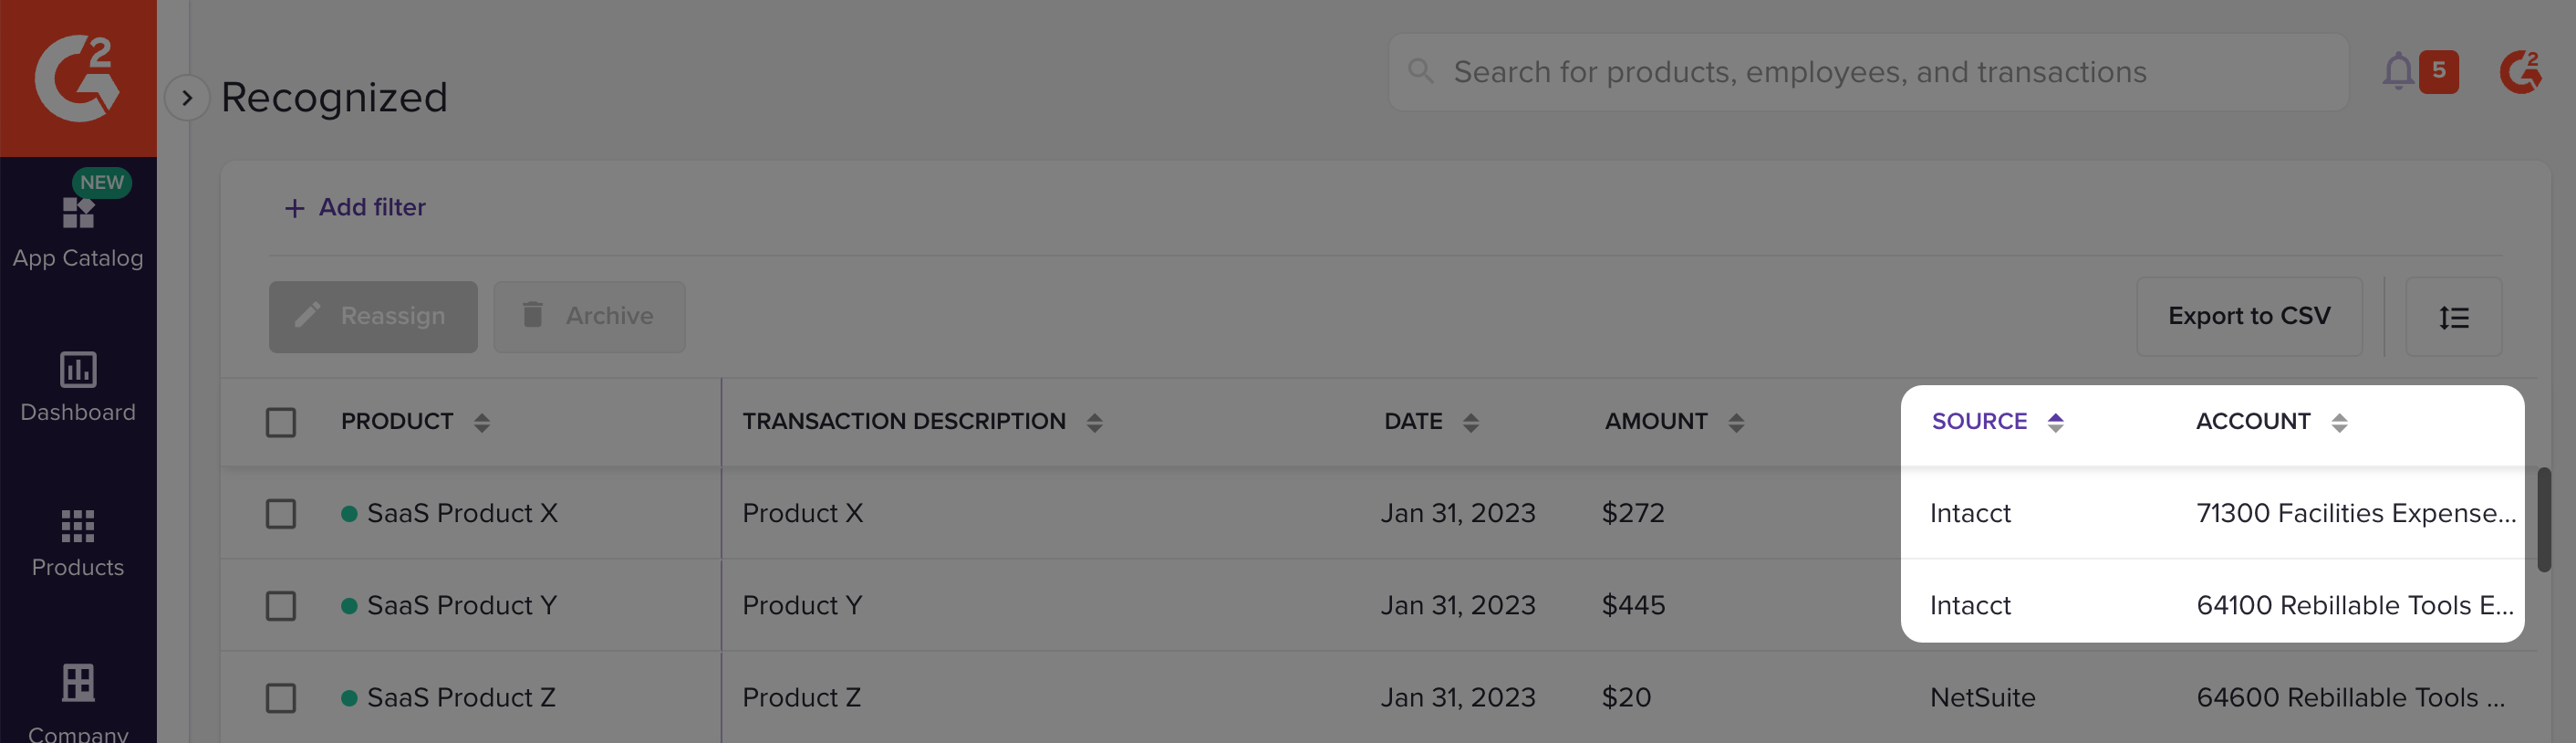 G2
Recognized
Search for products, employees, and transactions
5
G2
NEW
App Catalog
Dashboard
Products
Company
+ Add filter
Reassign
Archive
Export to CSV
PRODUCT TRANSACTION DESCRIPTION DATE AMOUNT SOURCE ACCOUNT
SaaS Product X Product X Jan 31, 2023 $272 Intacct 71300 Facilities Expense...
SaaS Product Y Product Y Jan 31, 2023 $445 Intacct 64100 Rebillable Tools E...
SaaS Product Z Product Z Jan 31, 2023 $20 NetSuite 64600 Rebillable Tools ...